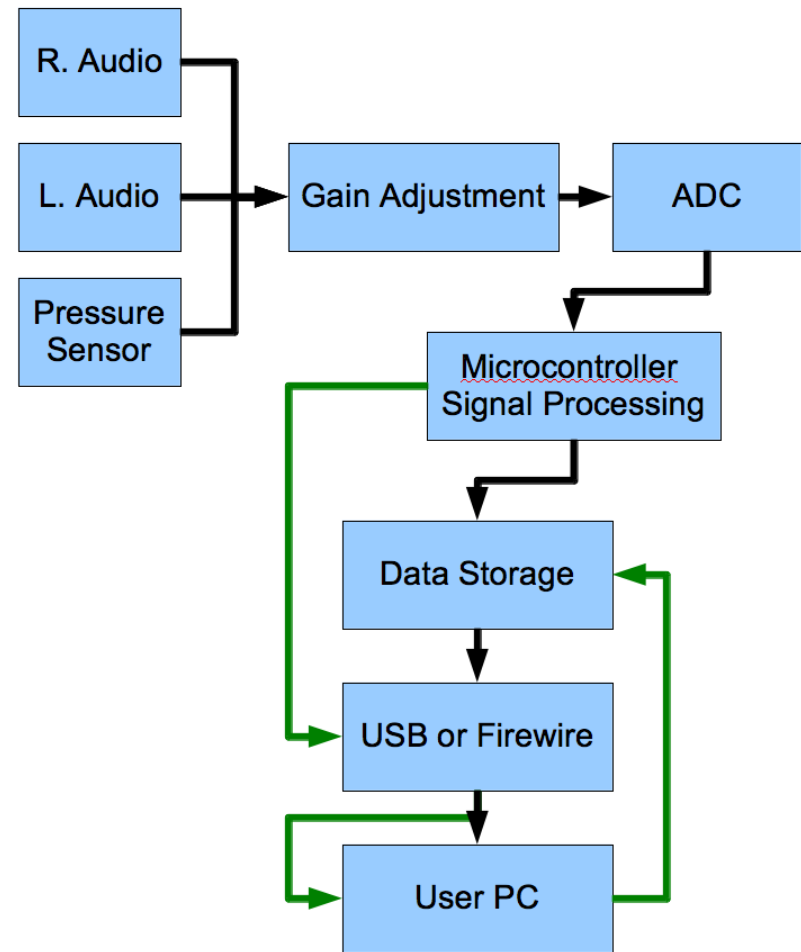 R. Audio
L. Audio
Gain Adjustment
ADC
Pressure
Sensor
Microcontroller
Signal Processing
Data Storage
USB or Firewire
User PC